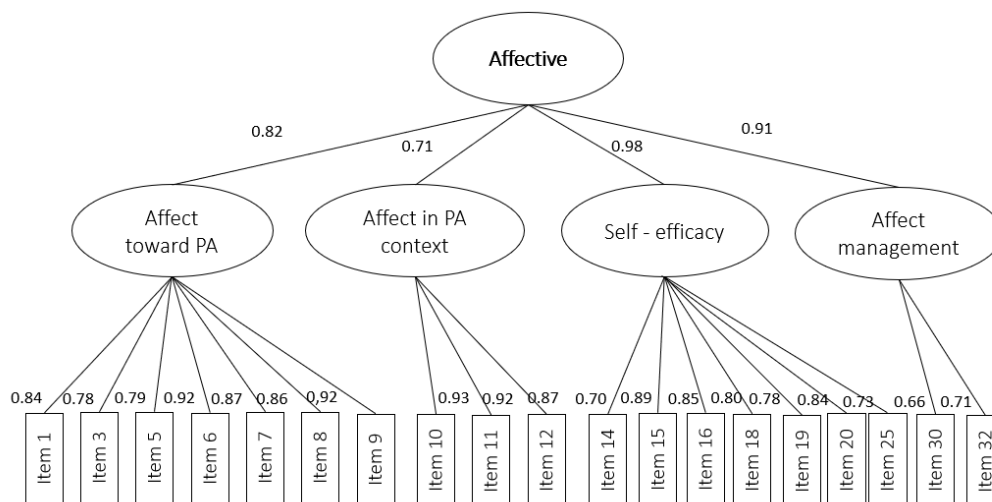 Affective
0.82
0.71
0.98
0.91
Affect
toward PA
Affect in PA
context
Self - efficacy
Affect
management
0.84
0.78
0.79
0.92
0.87
0.86
0,92
0.93
0.92
0.87
0.70
0.89
0.85
0.80
0.78
0.84
0.73
0.66
0.71
Item 1
Item 3
Item 5
Item 6
Item 7
Item 8
Item 9
Item 10
Item 11
Item 12
Item 14
Item 15
Item 16
Item 18
Item 19
Item 20
Item 25
Item 30
Item 32